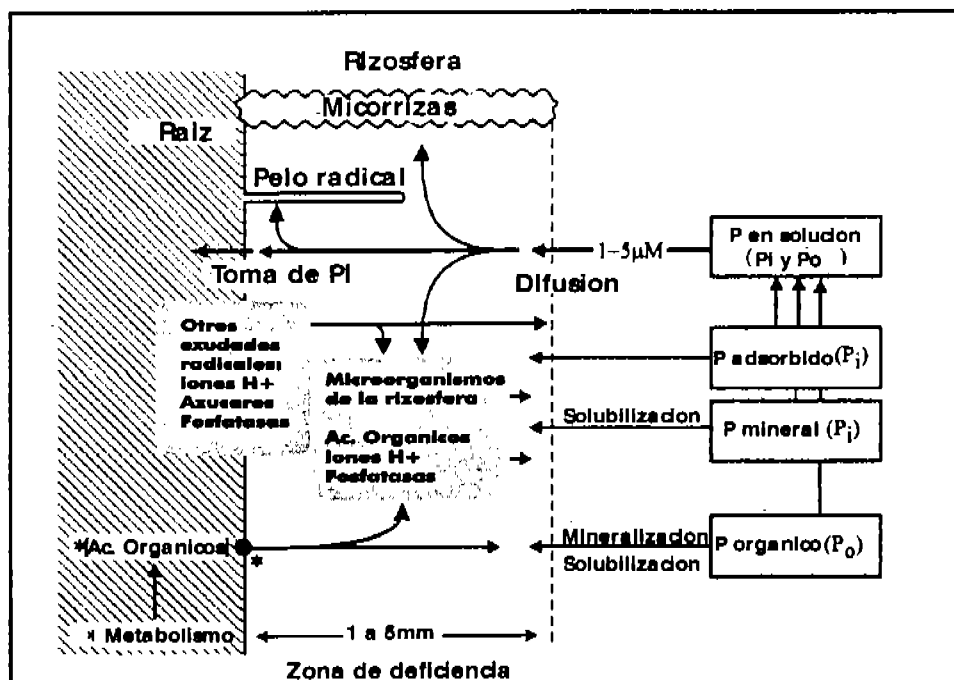 Rizosfera
Micorrizas
Raiz
Pelo radical
Toma de Pi
Difusion
1-5µM
P en solucion
(Pi y Po)
Otros
exudados
radicales:
Iones H+
Azucares
Fosfatasas
Microorganismos
de la rizosfera
Ac. Organicos
Iones H+
Fosfatasas
P adsorbido (Pi)
Solubilizacion
P mineral (Pi)
*(Ac. Organicos)
*
Mineralizacion
Solubilizacion
P organico (Po)
* Metabolismo
1 a 5mm
Zona de deficiencia